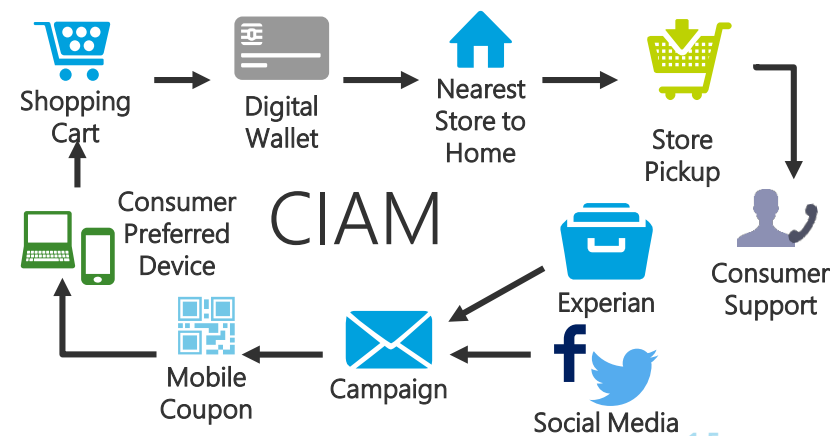 Shopping
Cart
Digital
Wallet
Nearest
Store to
Home
Store
Pickup
Consumer
Preferred
Device
CIAM
Experian
Consumer
Support
Mobile
Coupon
Campaign
f
Social Media